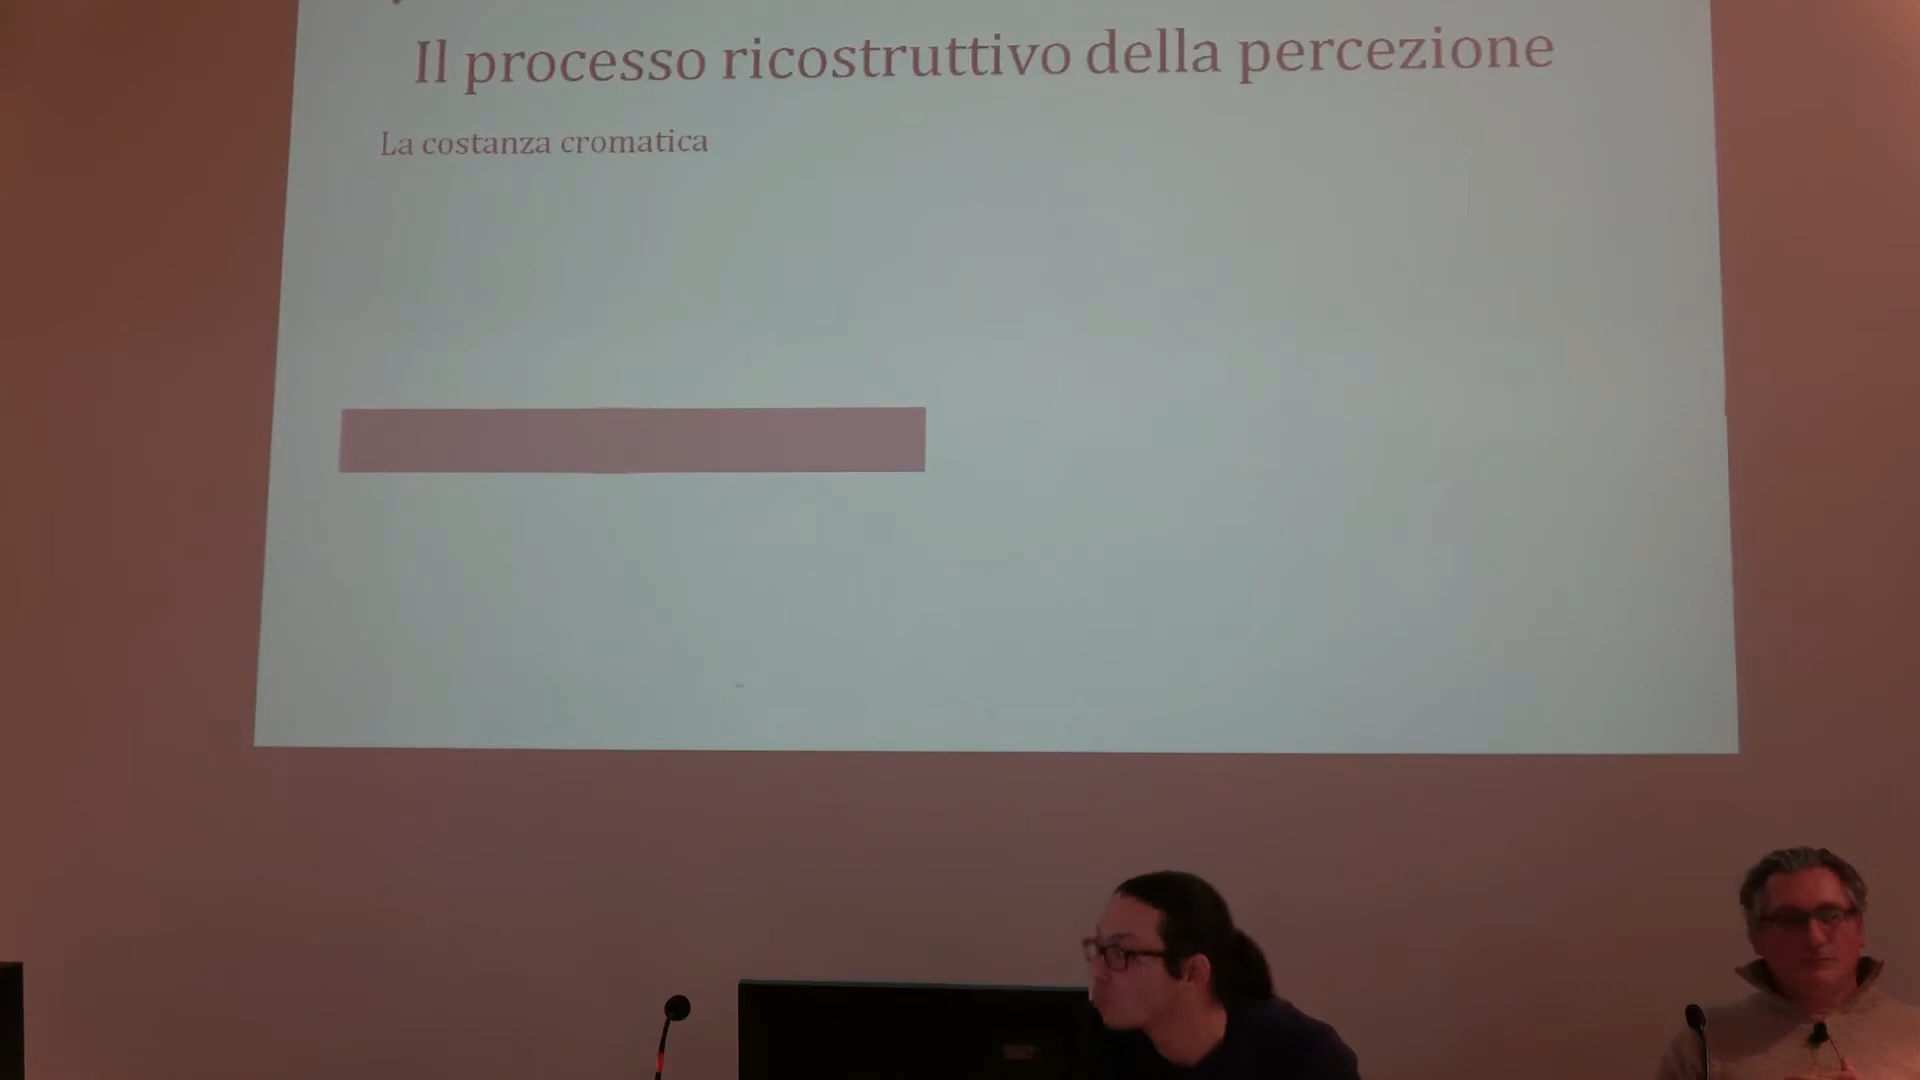 Il processo ricostruttivo della percezione
La costanza cromatica